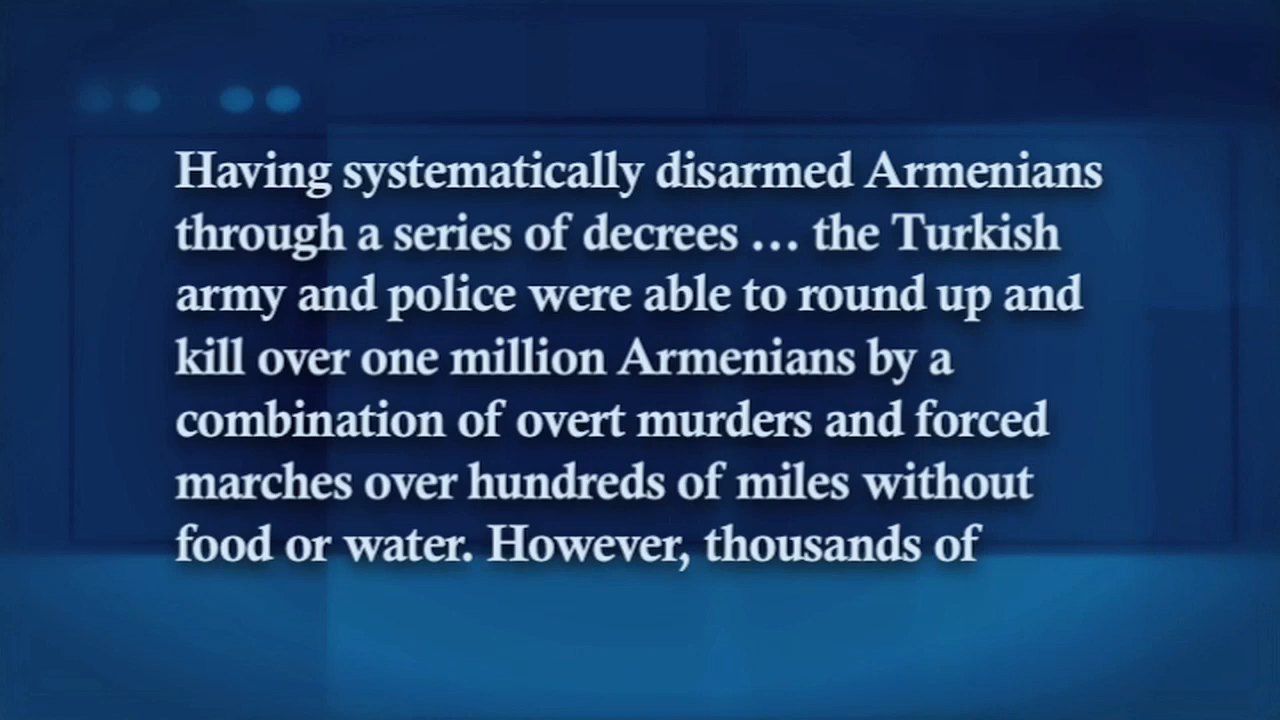 Having systematically disarmed Armenians
through a series of decrees … the Turkish
army and police were able to round up and
kill over one million Armenians by a
combination of overt murders and forced
marches over hundreds of miles without
food or water. However, thousands of